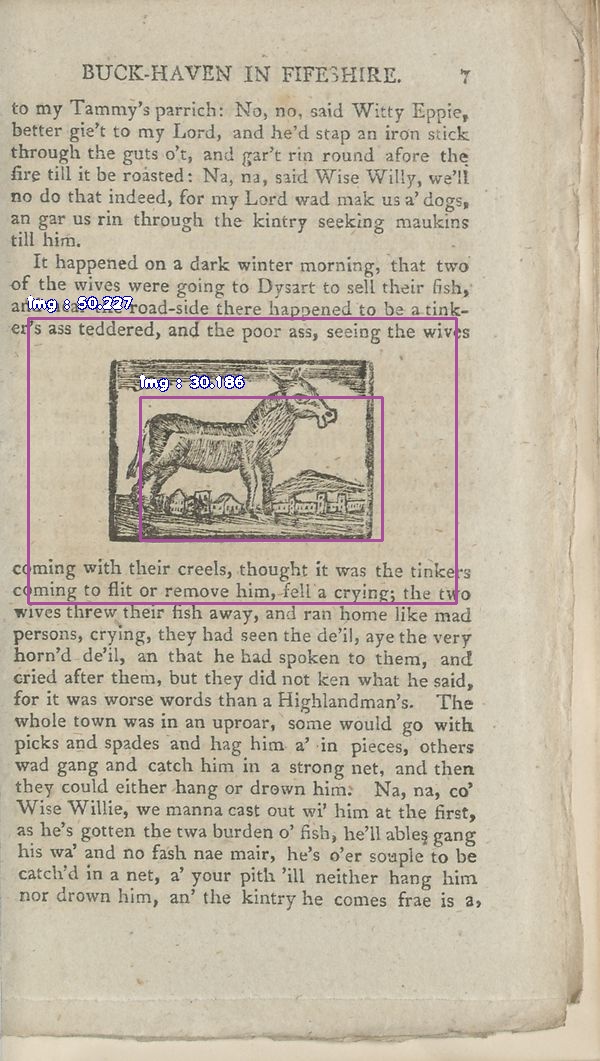 BUCK-HAVEN IN FIFESHIRE. 7
to my Tammy's parrich: No, no, said Witty Eppie,
better gie't to my Lord, and he'd stap an iron stick
through the guts o't, and gar't rin round afore the
fire till it be roasted: Na, na, said Wise Willy, we'll
no do that indeed, for my Lord wad mak us a' dogs,
an gar us rin through the kintry seeking maukins
till him.
It happened on a dark winter morning, that two
of the wives were going to Dysart to sell their fish,
Img : 50.227
road-side there happened to be a tink-
er's ass teddered, and the poor ass, seeing the wives
Img : 30.186
coming with their creels, thought it was the tinkers
coming to flit or remove him, fell a crying; the two
wives threw their fish away, and ran home like mad
persons, crying, they had seen the de'il, aye the very
horn'd de'il, an that he had spoken to them, and
cried after them, but they did not ken what he said,
for it was worse words than a Highlandman's. The
whole town was in an uproar, some would go with
picks and spades and hag him a' in pieces, others
wad gang and catch him in a strong net, and then
they could either hang or drown him. Na, na, co'
Wise Willie, we manna cast out wi' him at the first,
as he's gotten the twa burden o' fish, he'll ables gang
his wa' and no fash nae mair, he's o'er souple to be
catch'd in a net, a' your pith 'ill neither hang him
nor drown him, an' the kintry he comes frae is a,